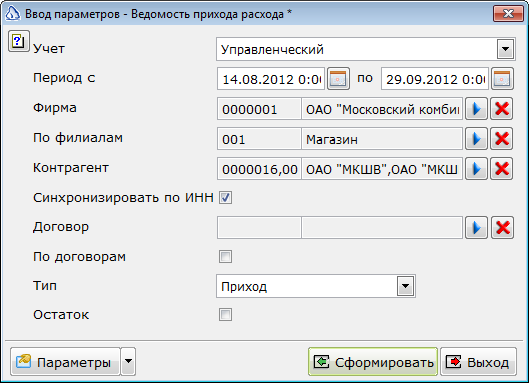 Ввод параметров - Ведомость прихода расхода *
Учет Управленческий
Период с 14.08.2012 0:0 по 29.09.2012 0:0
Фирма 0000001 ОАО "Московский комби
По филиалам 001 Магазин
Контрагент 0000016,00 ОАО "МКШВ",ОАО "МКШ
Синхронизировать по ИНН
Договор
По договорам
Тип Приход
Остаток
Параметры Сформировать Выход